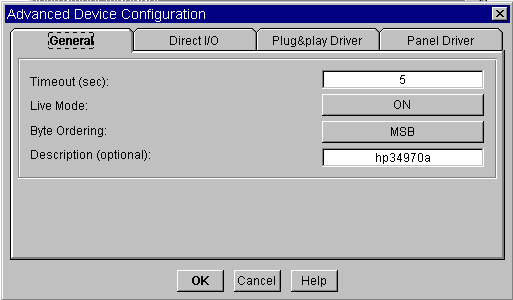 Advanced Device Configuration
General Direct I/O Plug&play Driver Panel Driver
Timeout (sec): 5
Live Mode: ON
Byte Ordering: MSB
Description (optional): hp34970a
OK Cancel Help